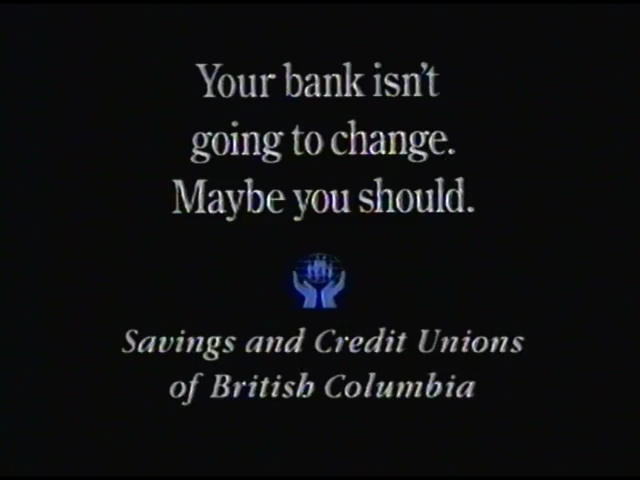 Your bank isn't
going to change.
Maybe you should.
Savings and Credit Unions
of British Columbia